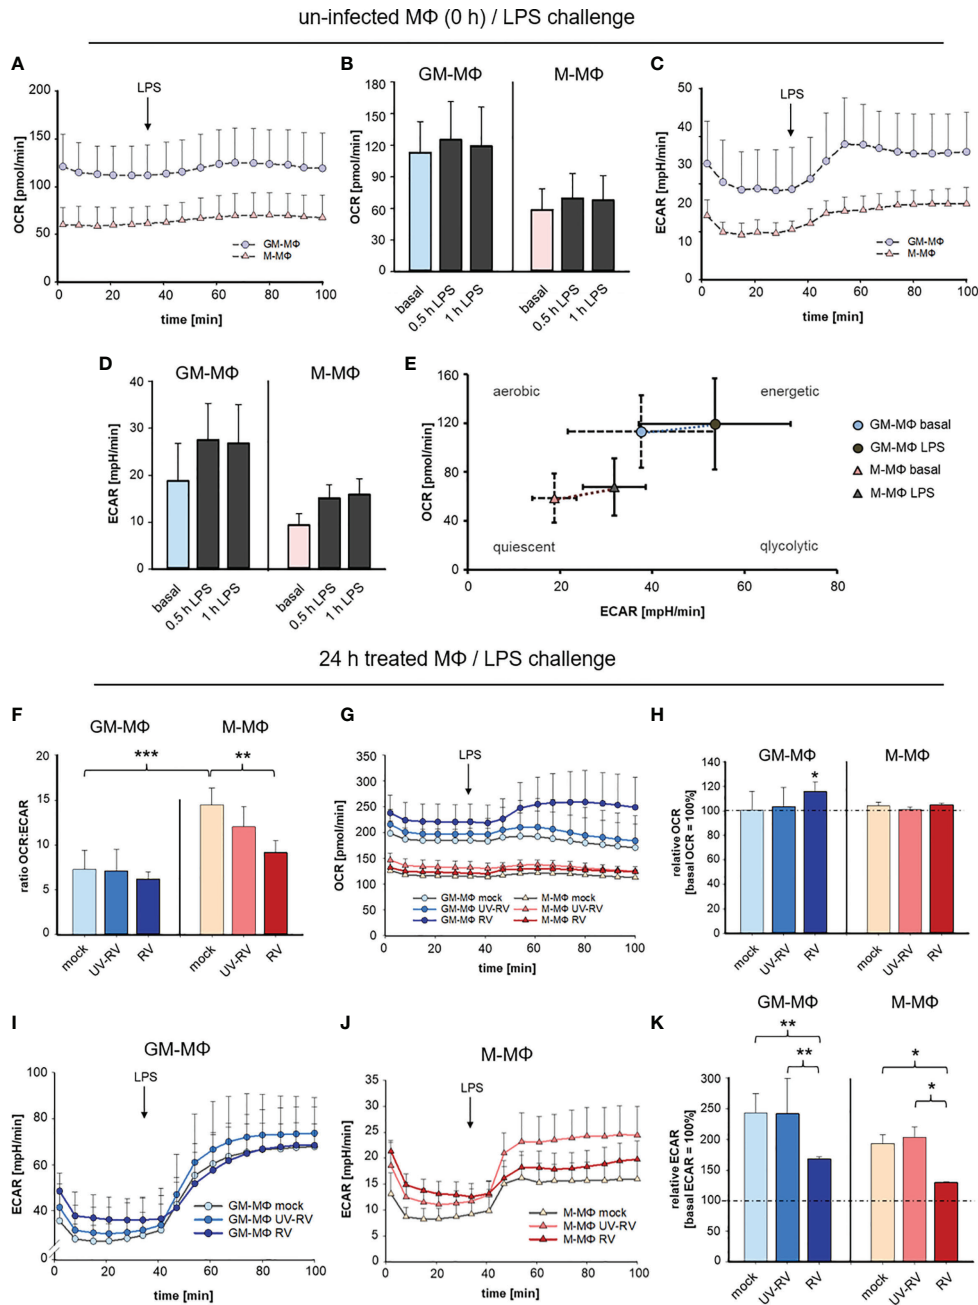 un-infected MΦ (0 h) / LPS challenge
A
OCR [pmol/min]
200
150
100
50
0
LPS
GM-MΦ
M-MΦ
0 20 40 60 80 100
time [min]
B
GM-MΦ M-MΦ
OCR [pmol/min]
180
150
120
90
60
30
0
basal 0.5 h LPS 1 h LPS basal 0.5 h LPS 1 h LPS
C
ECAR [mpH/min]
50
40
30
20
10
0
LPS
GM-MΦ
M-MΦ
0 20 40 60 80 100
time [min]
D
GM-MΦ M-MΦ
ECAR [mpH/min]
40
30
20
10
0
basal 0.5 h LPS 1 h LPS basal 0.5 h LPS 1 h LPS
E
OCR [pmol/min]
160
120
80
40
0
aerobic energetic
quiescent qlycolytic
20 40 60 80
ECAR [mpH/min]
GM-MΦ basal
GM-MΦ LPS
M-MΦ basal
M-MΦ LPS
24 h treated MΦ / LPS challenge
F
GM-MΦ M-MΦ
ratio OCR:ECAR
20
15
10
5
0
*** **
mock UV-RV RV mock UV-RV RV
G
OCR [pmol/min]
350
300
250
200
150
100
50
0
LPS
GM-MΦ mock M-MΦ mock
GM-MΦ UV-RV M-MΦ UV-RV
GM-MΦ RV M-MΦ RV
0 20 40 60 80 100
time [min]
H
GM-MΦ M-MΦ
relative OCR
[basal OCR = 100%]
140
120
100
80
60
40
20
0
*
mock UV-RV RV mock UV-RV RV
I
GM-MΦ
ECAR [mpH/min]
100
80
60
40
0
LPS
GM-MΦ mock
GM-MΦ UV-RV
GM-MΦ RV
0 20 40 60 80 100
time [min]
J
M-MΦ
ECAR [mpH/min]
35
30
25
20
15
10
5
0
LPS
M-MΦ mock
M-MΦ UV-RV
M-MΦ RV
0 20 40 60 80 100
time [min]
K
GM-MΦ M-MΦ
relative ECAR
[basal ECAR = 100%]
300
250
200
150
100
50
0
** *
** *
mock UV-RV RV mock UV-RV RV